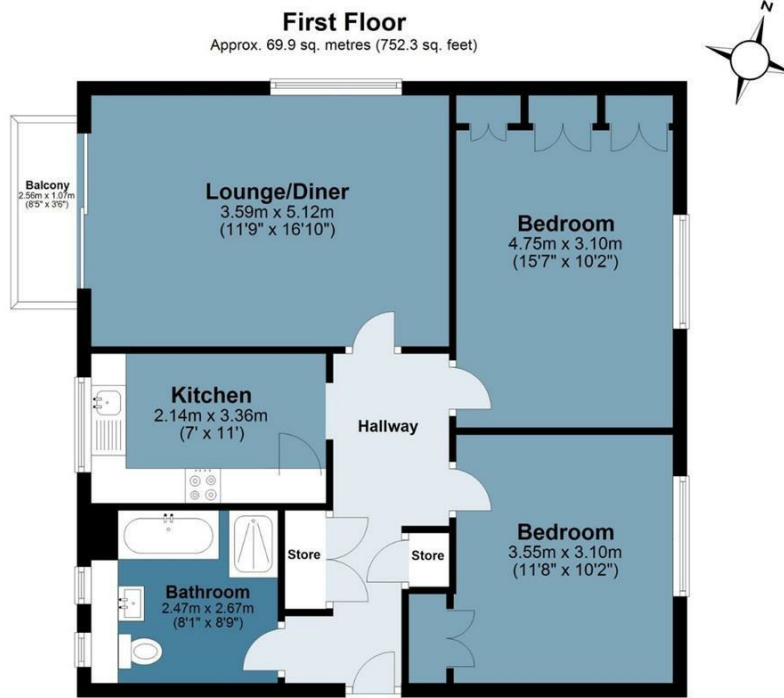 First Floor
Approx. 69.9 sq. metres (752.3 sq. feet)
N
Balcony
2.56m x 1.07m
(8'5" x 3'6")
Lounge/Diner
3.59m x 5.12m
(11'9" x 16'10")
Bedroom
4.75m x 3.10m
(15'7" x 10'2")
Kitchen
2.14m x 3.36m
(7' x 11')
Hallway
Bedroom
3.55m x 3.10m
(11'8" x 10'2")
Store
Store
Bathroom
2.47m x 2.67m
(8'1" x 8'9")